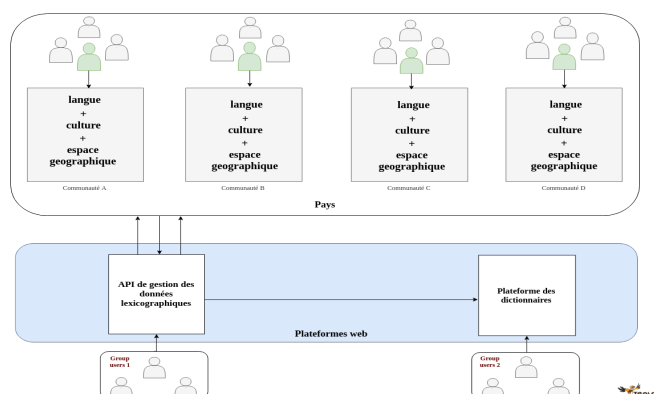 langue
+
culture
+
espace
geographique
Communauté A
langue
+
culture
+
espace
geographique
Communauté B
langue
+
culture
+
espace
geographique
Communauté C
langue
+
culture
+
espace
geographique
Communauté D
Pays
API de gestion des
données
lexicographiques
Plateforme des
dictionnaires
Plateformes web
Group
users 1
Group
users 2